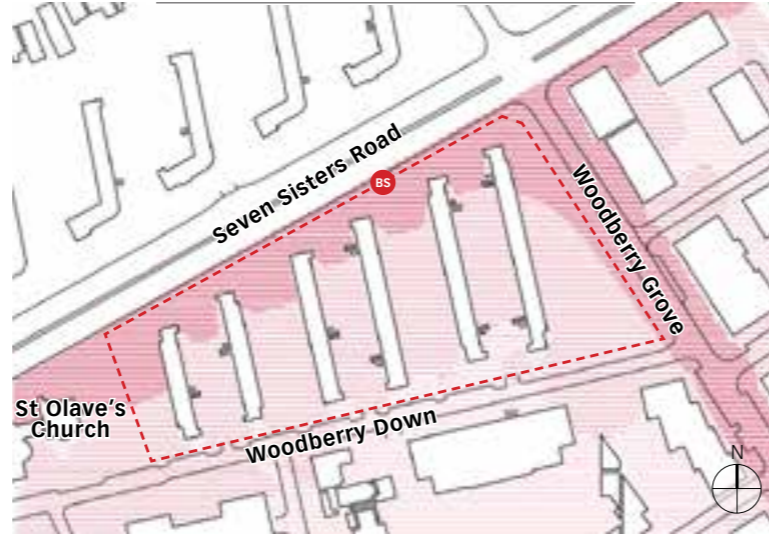 Seven Sisters Road
BS
Woodberry Grove
St Olave's
Church
Woodberry Down
N